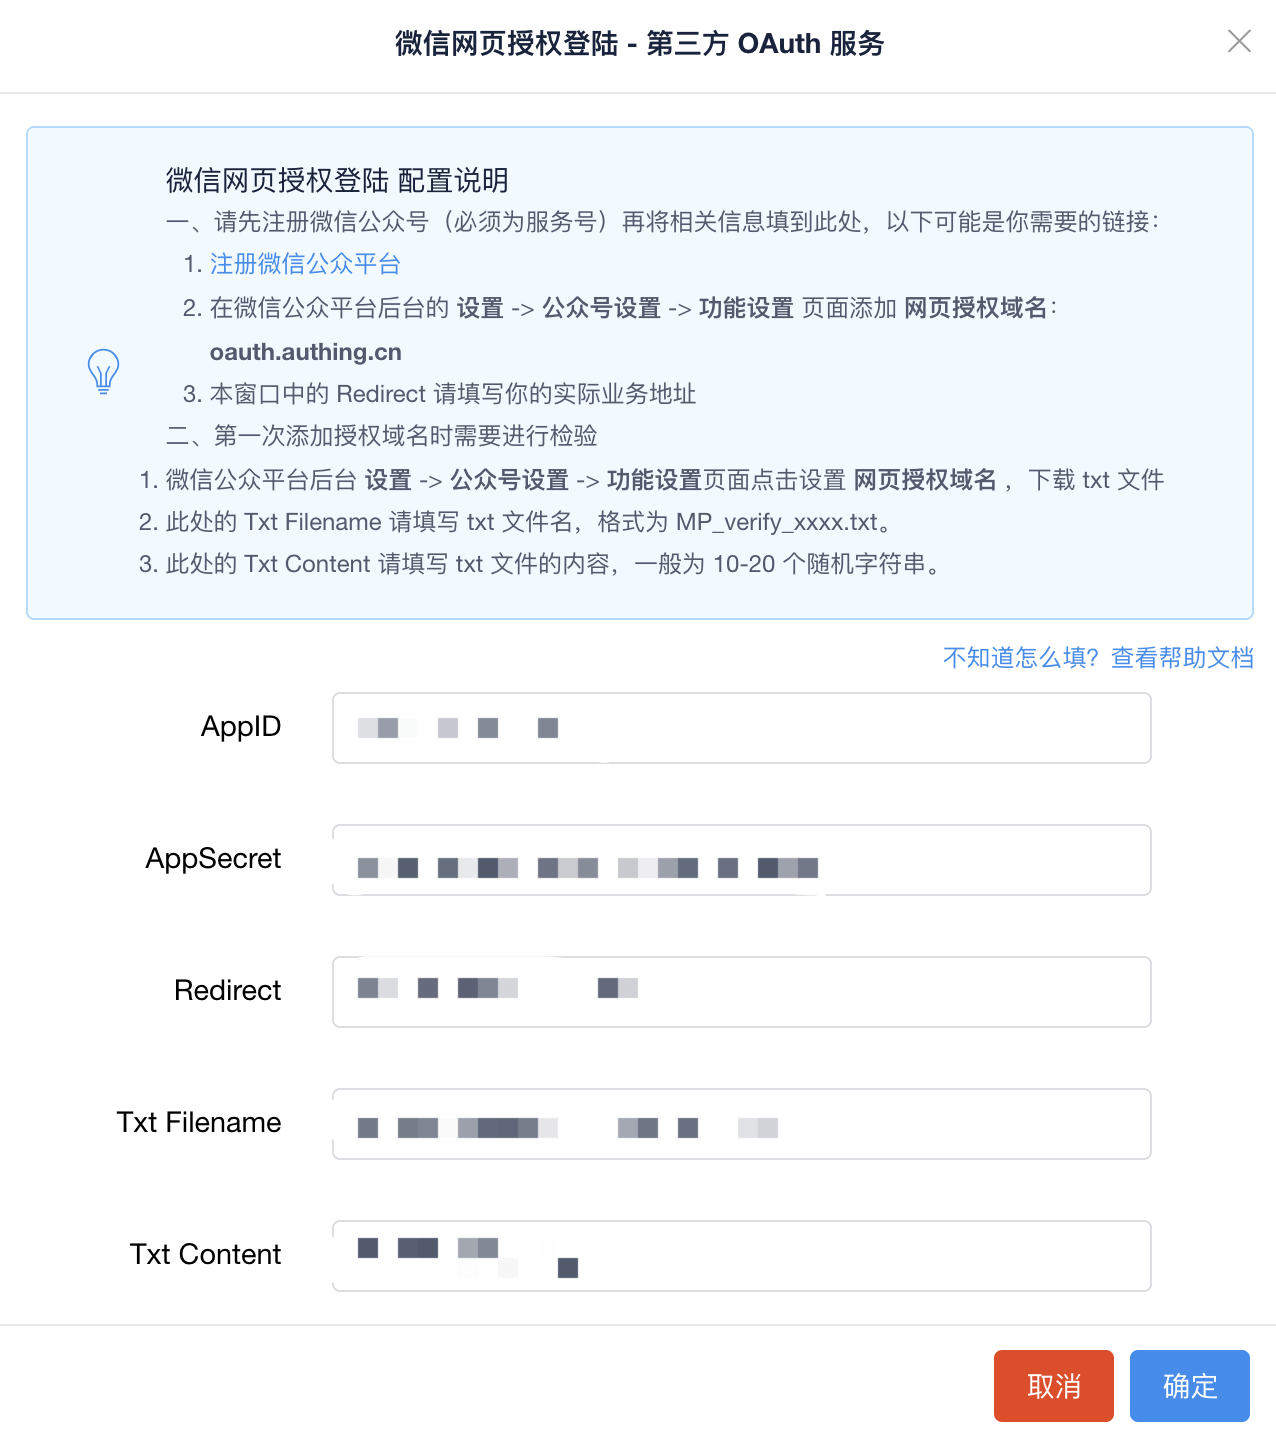 微信网页授权登陆 - 第三方 OAuth 服务
微信网页授权登陆 配置说明
一、请先注册微信公众号（必须为服务号）再将相关信息填到此处，以下可能是你需要的链接：
1. 注册微信公众平台
2. 在微信公众平台后台的 设置 -> 公众号设置 -> 功能设置 页面添加 网页授权域名：
oauth.authing.cn
3. 本窗口中的 Redirect 请填写你的实际业务地址
二、第一次添加授权域名时需要进行检验
1. 微信公众平台后台 设置 -> 公众号设置 -> 功能设置页面点击设置 网页授权域名 ，下载 txt 文件
2. 此处的 Txt Filename 请填写 txt 文件名，格式为 MP_verify_xxxx.txt。
3. 此处的 Txt Content 请填写 txt 文件的内容，一般为 10-20 个随机字符串。
不知道怎么填？查看帮助文档
AppID
AppSecret
Redirect
Txt Filename
Txt Content
取消 确定